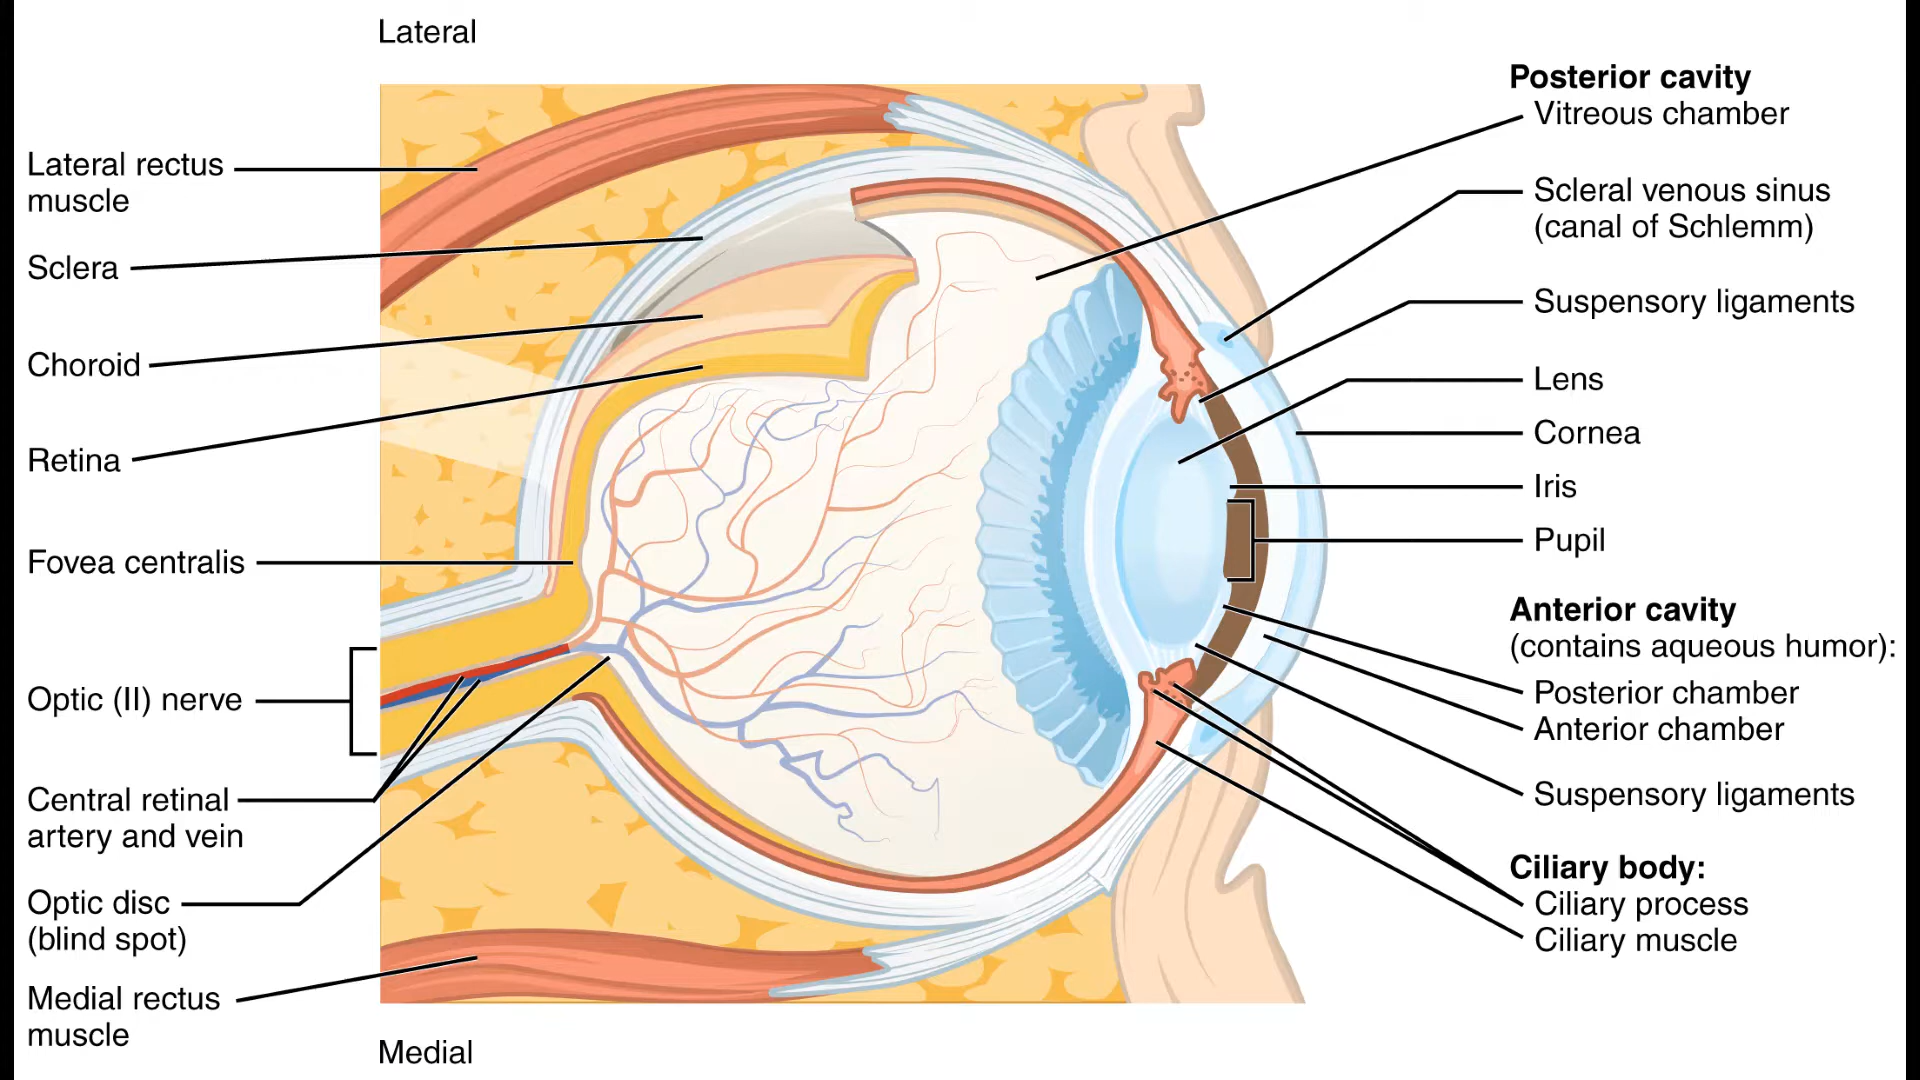 Lateral
Lateral rectus
muscle
Sclera
Choroid
Retina
Fovea centralis
Optic (II) nerve
Central retinal
artery and vein
Optic disc
(blind spot)
Medial rectus
muscle
Medial
Posterior cavity
Vitreous chamber
Scleral venous sinus
(canal of Schlemm)
Suspensory ligaments
Lens
Cornea
Iris
Pupil
Anterior cavity
(contains aqueous humor):
Posterior chamber
Anterior chamber
Suspensory ligaments
Ciliary body:
Ciliary process
Ciliary muscle